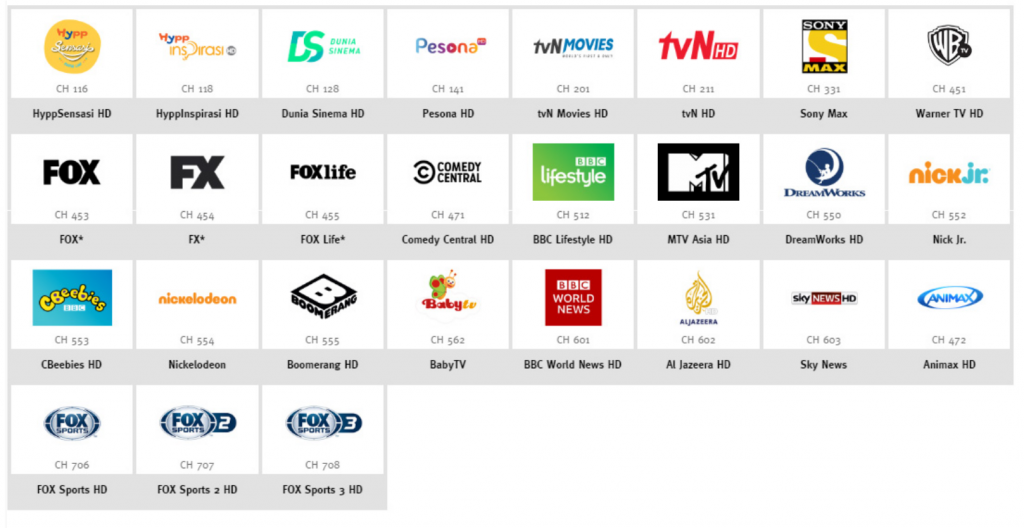 HYPP
Sensasi
CH 116
HyppSensasi HD
HYPP
inspirasi HD
CH 118
HyppInspirasi HD
DS DUNIA
SINEMA
CH 128
Dunia Sinema HD
Pesona HD
CH 141
Pesona HD
tvN MOVIES
CH 201
tvN Movies HD
tvN HD
CH 211
tvN HD
SONY
S
MAX
CH 331
Sony Max
WB TV
CH 451
Warner TV HD
FOX
CH 453
FOX*
FX
CH 454
FX*
FOXlife
CH 455
FOX Life*
COMEDY
CENTRAL
CH 471
Comedy Central HD
BBC
lifestyle
CH 512
BBC Lifestyle HD
MTV
CH 531
MTV Asia HD
DREAMWORKS
CH 550
DreamWorks HD
nick jr.
CH 552
Nick Jr.
CBeebies
BBC
CH 553
CBeebies HD
nickelodeon
CH 554
Nickelodeon
B
BOOMERANG
CH 555
Boomerang HD
Babytv
CH 562
BabyTV
BBC
WORLD
NEWS
CH 601
BBC World News HD
ALJAZEERA
CH 602
Al Jazeera HD
sky NEWS HD
CH 603
Sky News
ANIMAX
CH 472
Animax HD
FOX
SPORTS
CH 706
FOX Sports HD
FOX 2
SPORTS
CH 707
FOX Sports 2 HD
FOX 3
SPORTS
CH 708
FOX Sports 3 HD